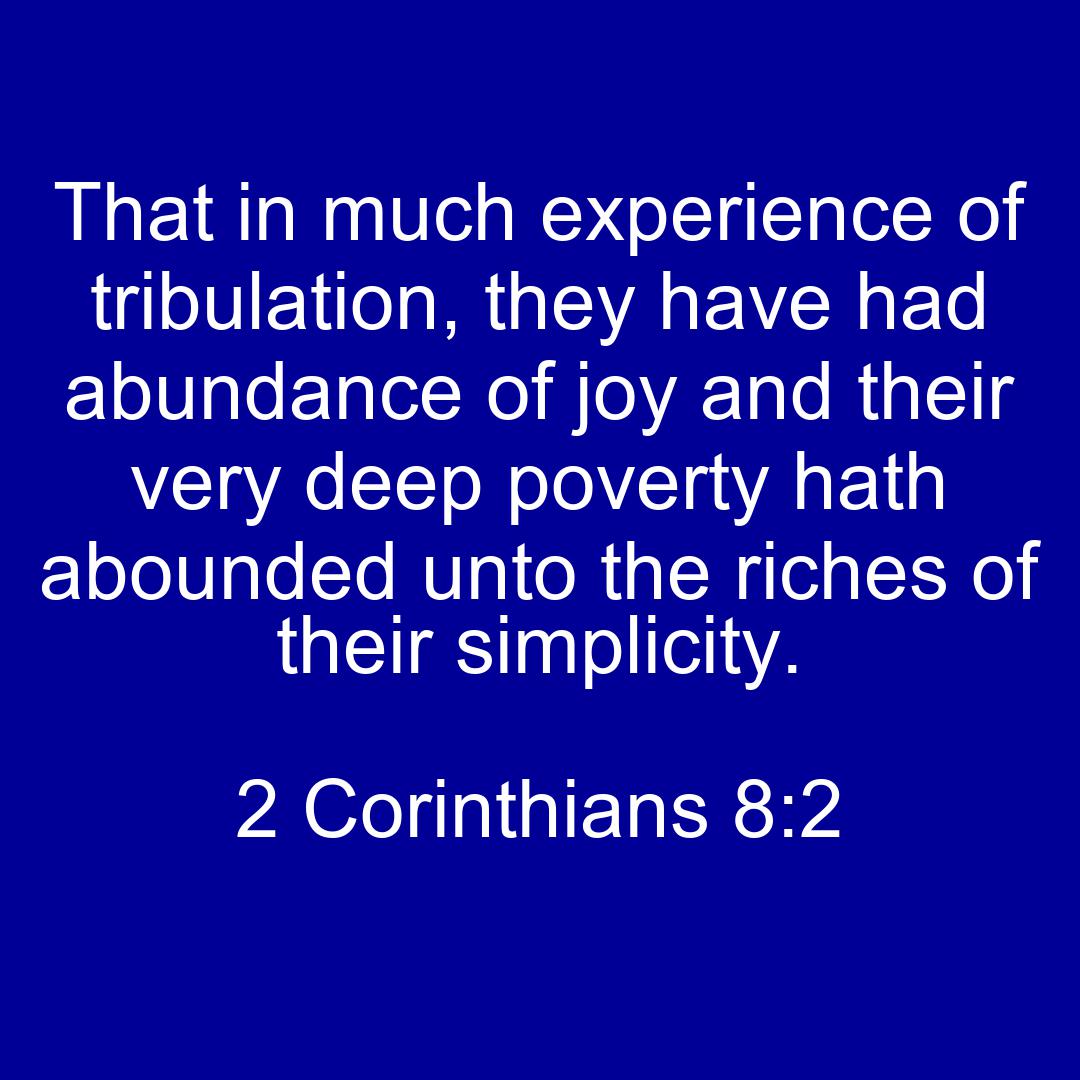 That in much experience of
tribulation, they have had
abundance of joy and their
very deep poverty hath
abounded unto the riches of
their simplicity.
2 Corinthians 8:2